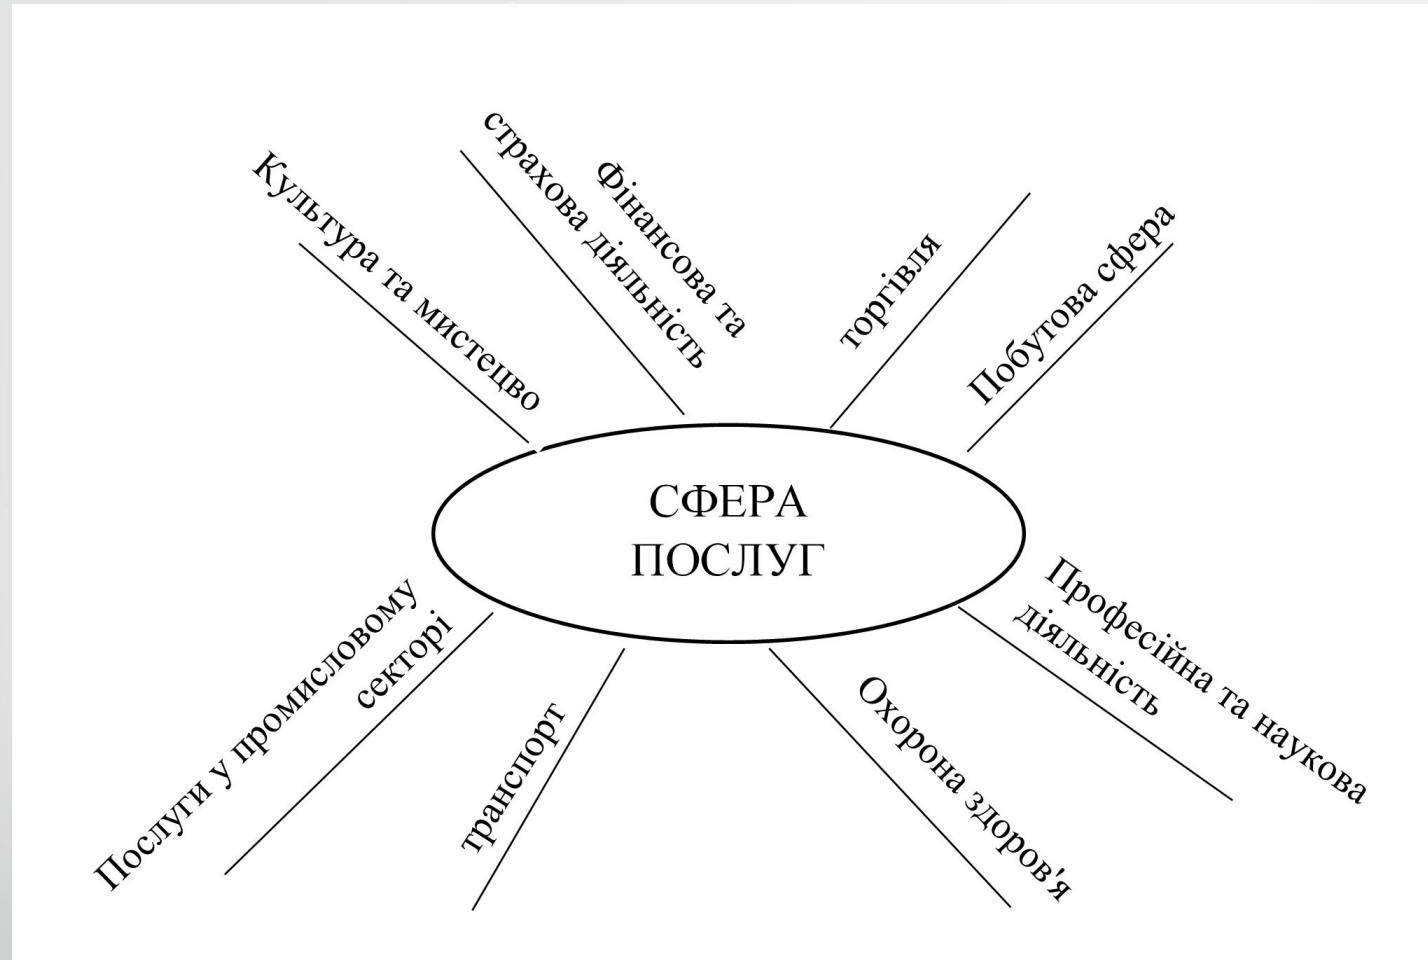 Культура та мистецво
Фінансова та
страхова діяльність
торгівля
Побутова сфера
СФЕРА
ПОСЛУГ
Послуги у промисловому
секторі
транспорт
Охорона здоров'я
Професійна та наукова
діяльність